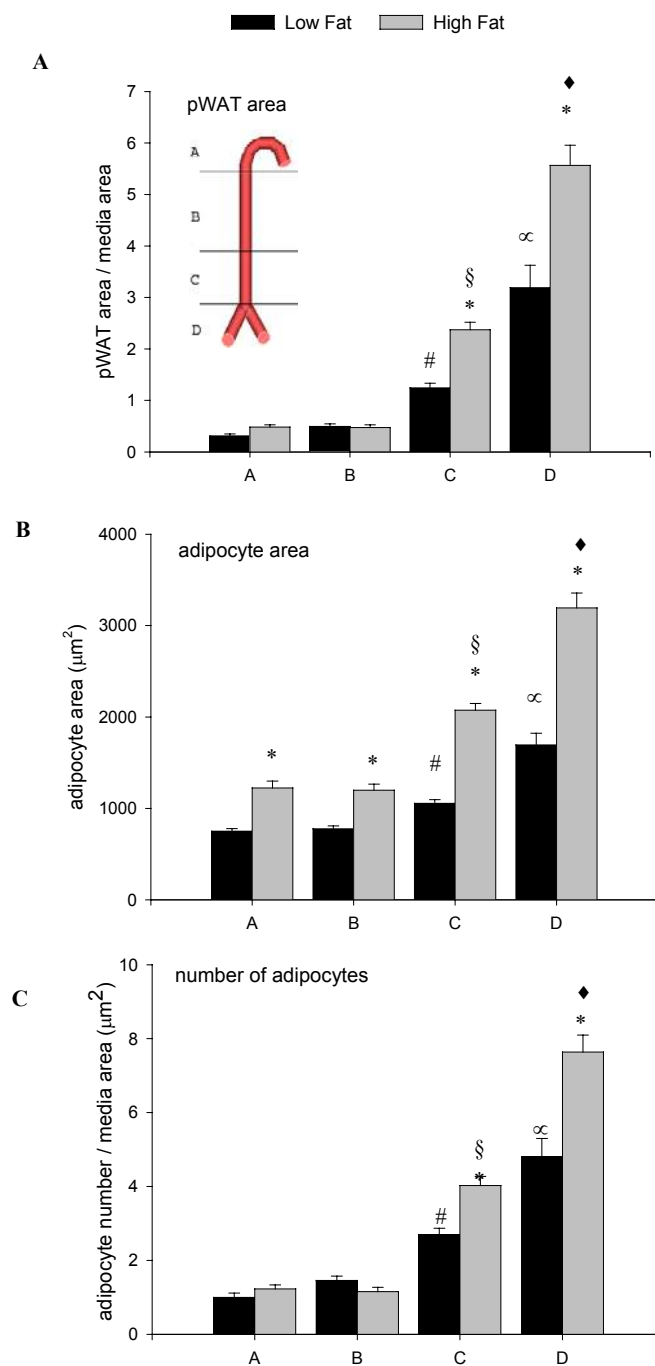 Low Fat High Fat
A
pWAT area
pWAT area / media area
7
6
5
4
3
2
1
0
A
B
C
D
#
§
*
∝
♦
*
A B C D
B
adipocyte area
adipocyte area (μm²)
4000
3000
2000
1000
0
*
*
#
§
*
∝
♦
*
A B C D
C
number of adipocytes
adipocyte number / media area (μm²)
10
8
6
4
2
0
#
§
*
∝
♦
*
A B C D